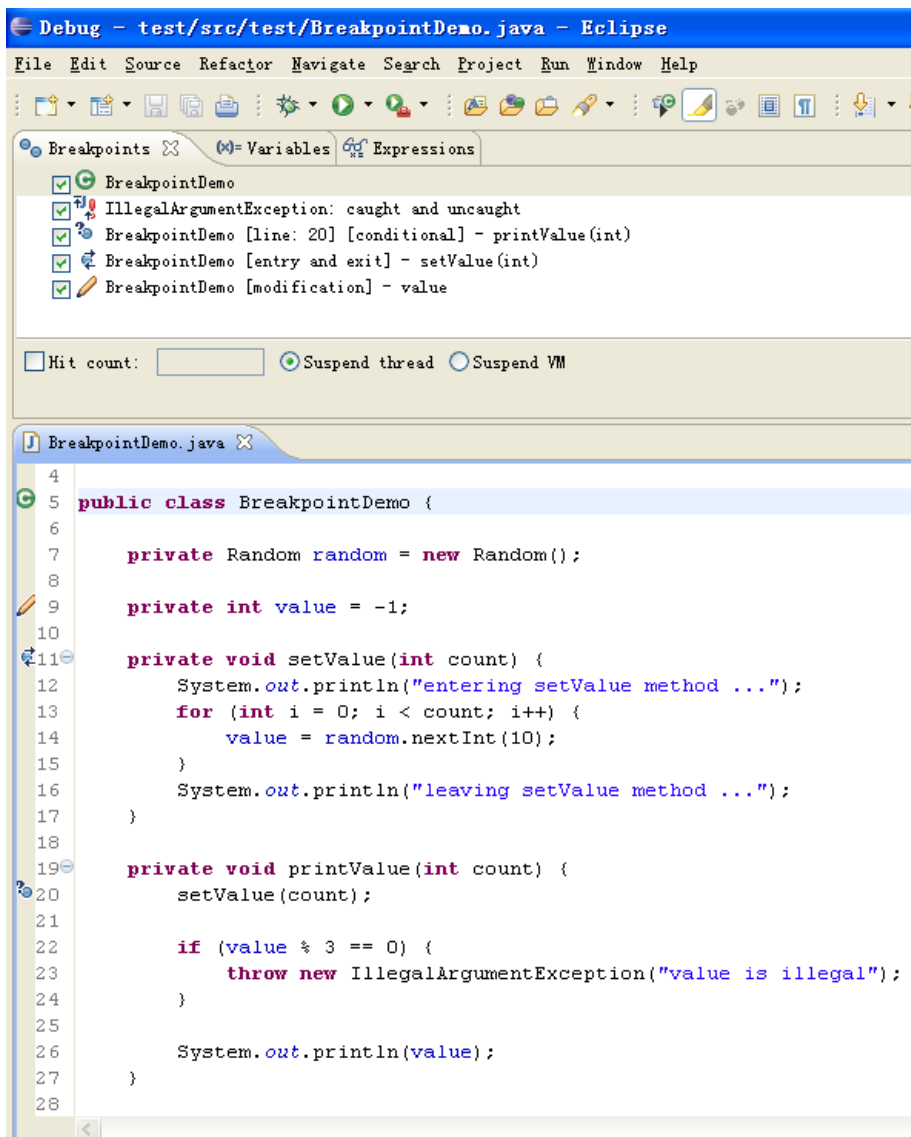 Debug - test/src/test/BreakpointDemo.java - Eclipse
File Edit Source Refactor Navigate Search Project Run Window Help
Breakpoints (x)= Variables Expressions
BreakpointDemo
IllegalArgumentException: caught and uncaught
BreakpointDemo [line: 20] [conditional] - printValue(int)
BreakpointDemo [entry and exit] - setValue(int)
BreakpointDemo [modification] - value
Hit count: Suspend thread Suspend VM
BreakpointDemo.java
4
5 public class BreakpointDemo {
6
7 private Random random = new Random();
8
9 private int value = -1;
10
11 private void setValue(int count) {
12 System.out.println("entering setValue method ...");
13 for (int i = 0; i < count; i++) {
14 value = random.nextInt(10);
15 }
16 System.out.println("leaving setValue method ...");
17 }
18
19 private void printValue(int count) {
20 setValue(count);
21
22 if (value % 3 == 0) {
23 throw new IllegalArgumentException("value is illegal");
24 }
25
26 System.out.println(value);
27 }
28